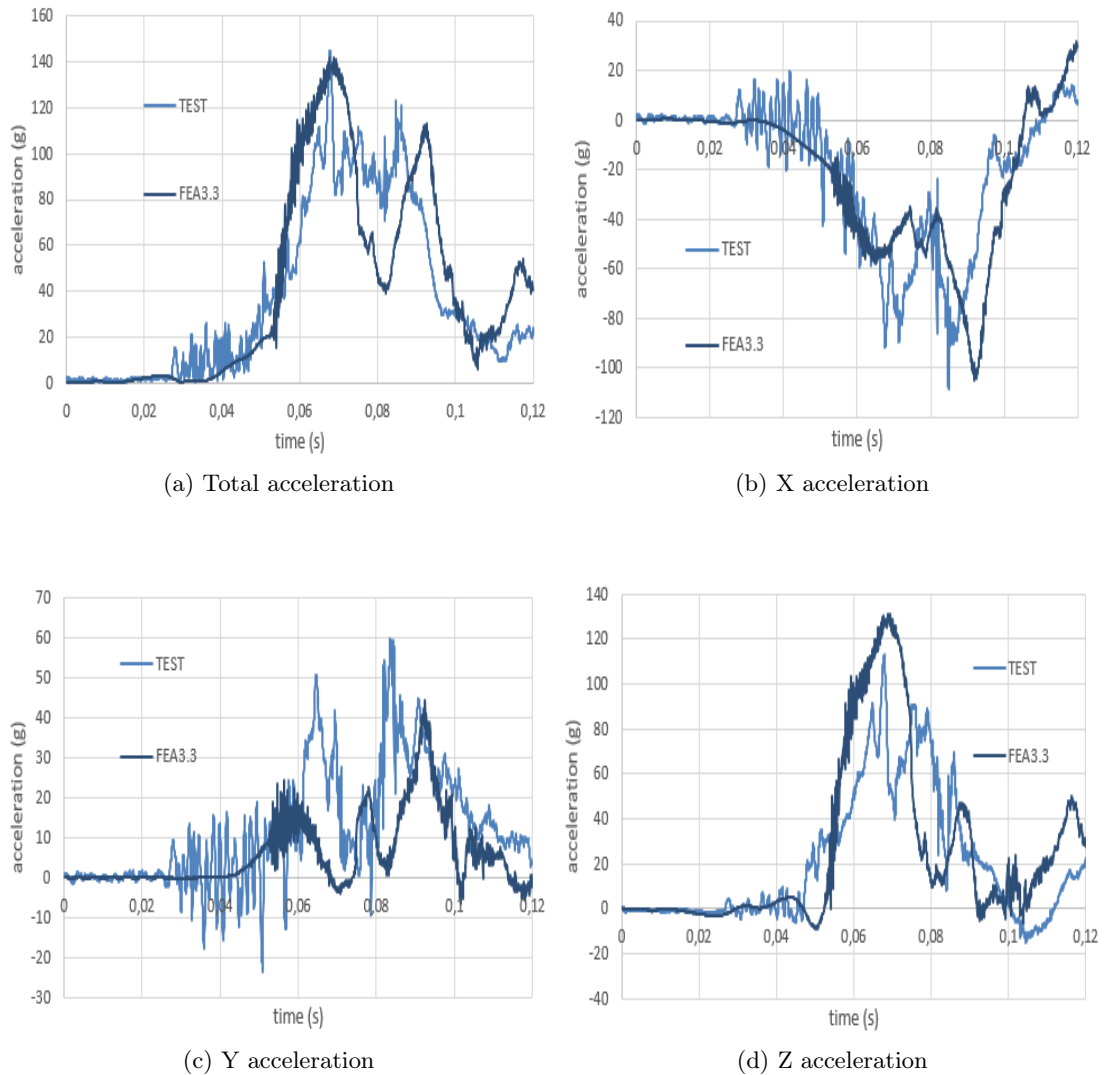 160
140
120
100
80
60
40
20
0
acceleration (g)
TEST
FEA3.3
0 0,02 0,04 0,06 0,08 0,1 0,12
time (s)
(a) Total acceleration
40
20
0
-20
-40
-60
-80
-100
-120
acceleration (g)
0 0,02 0,04 0,06 0,08 0,1 0,12
TEST
FEA3.3
time (s)
(b) X acceleration
70
60
50
40
30
20
10
0
-10
-20
-30
acceleration (g)
TEST
FEA3.3
0 0,02 0,04 0,06 0,08 0,1 0,12
time (s)
(c) Y acceleration
140
120
100
80
60
40
20
0
-20
-40
acceleration (g)
TEST
FEA3.3
0 0,02 0,04 0,06 0,08 0,1 0,12
time (s)
(d) Z acceleration